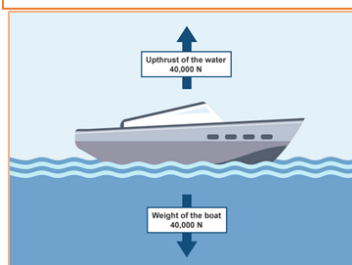 Upthrust of the water
40,000 N
Weight of the boat
40,000 N